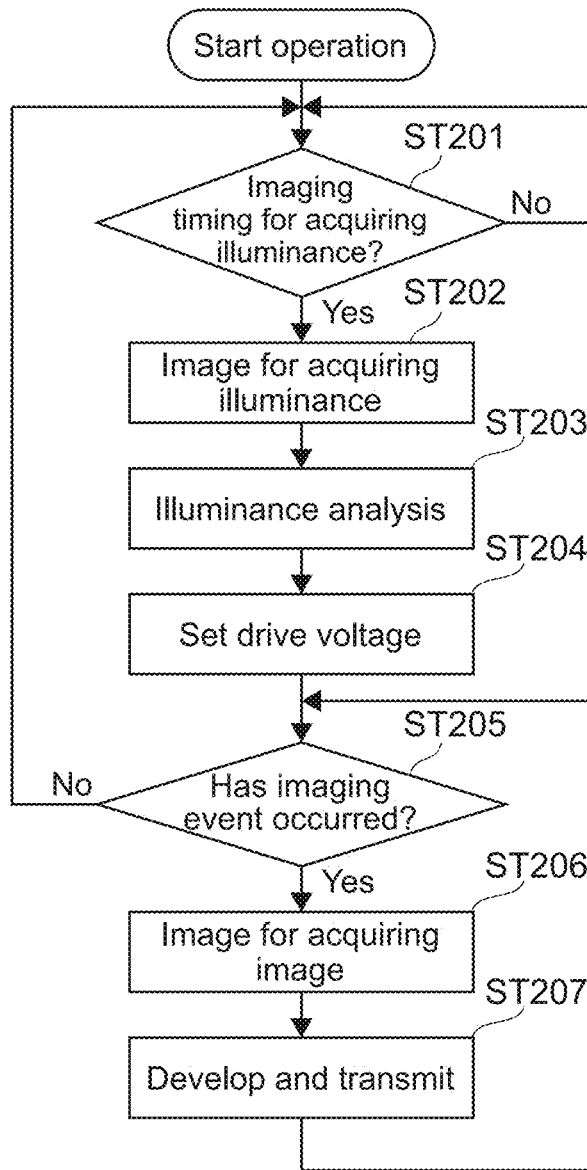 Start operation
ST201
Imaging
timing for acquiring
illuminance?
No
ST202
Yes
Image for acquiring
illuminance
ST203
Illuminance analysis
ST204
Set drive voltage
ST205
No
Has imaging
event occurred?
Yes
ST206
Image for acquiring
image
ST207
Develop and transmit